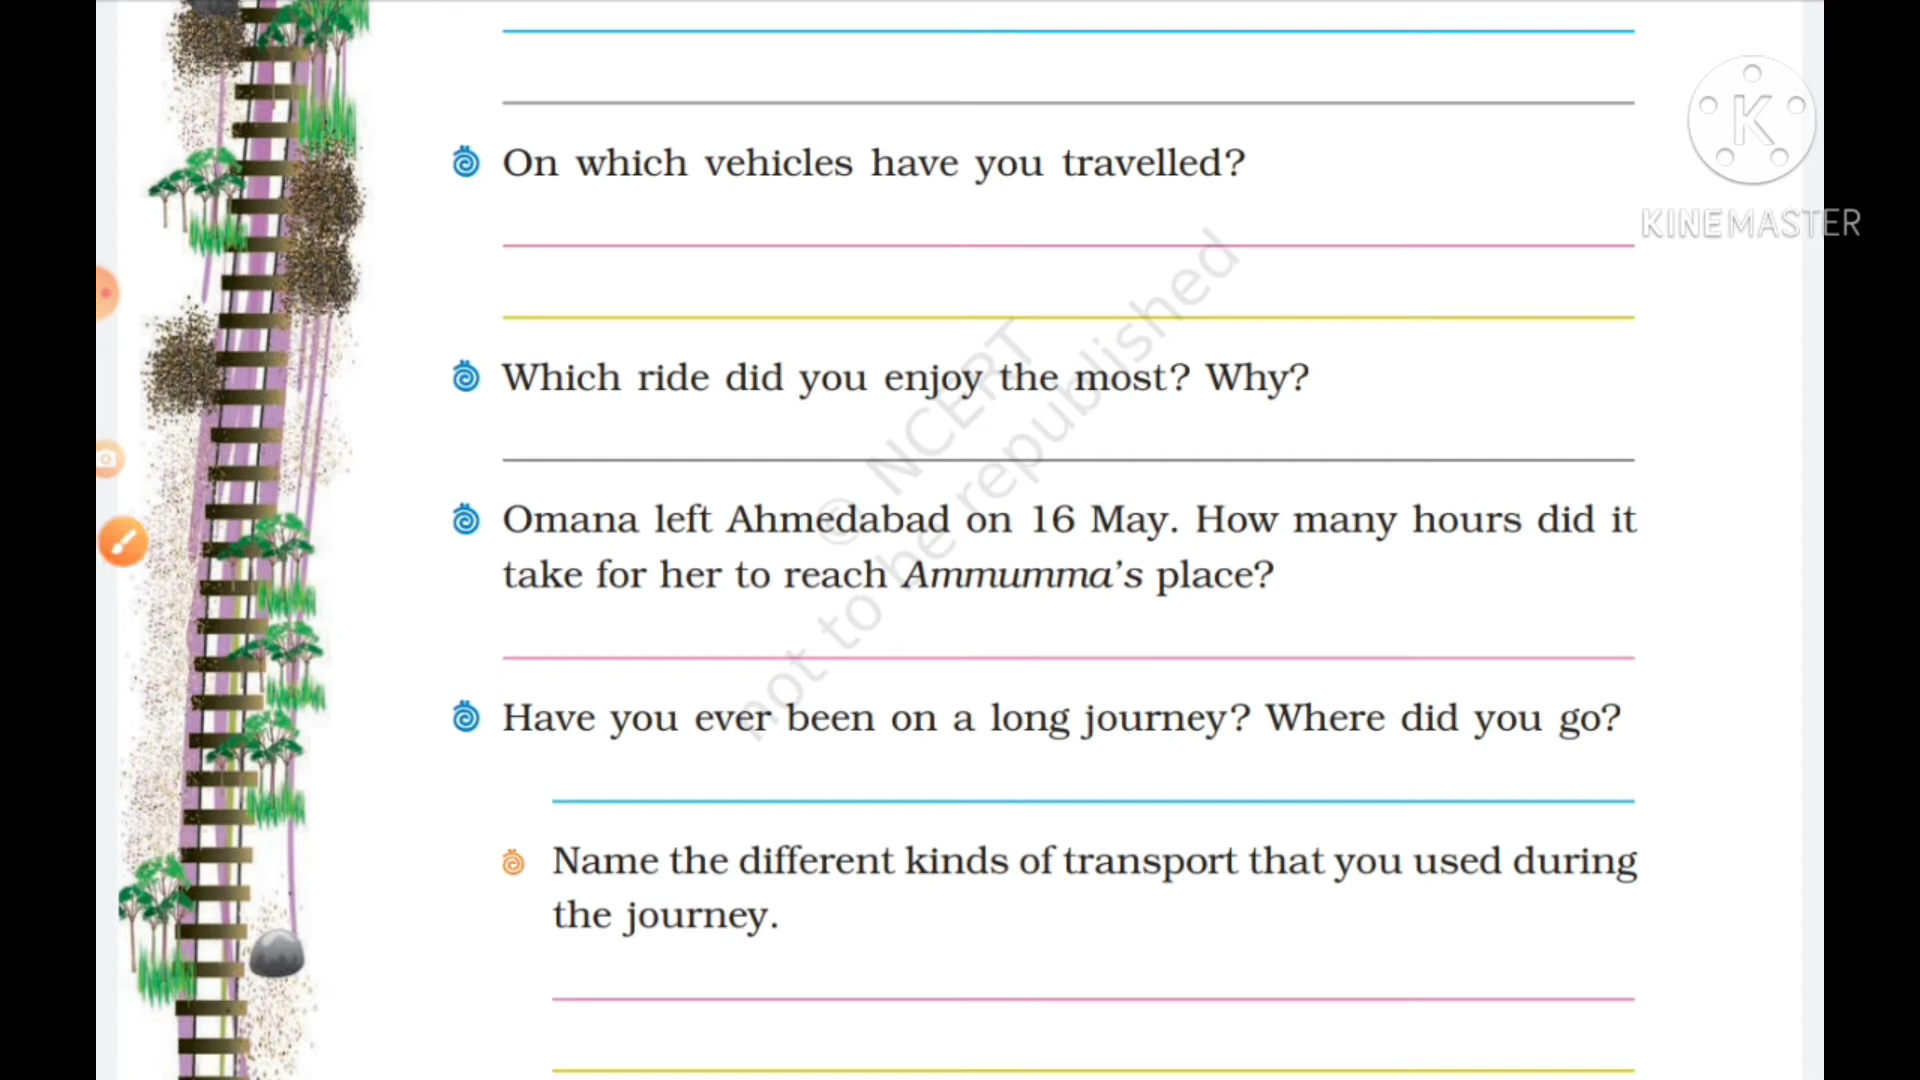 On which vehicles have you travelled?
K
KINEMASTER
Which ride did you enjoy the most? Why?
© NCERT
not to be republished
Omana left Ahmedabad on 16 May. How many hours did it
take for her to reach Ammumma's place?
Have you ever been on a long journey? Where did you go?
Name the different kinds of transport that you used during
the journey.